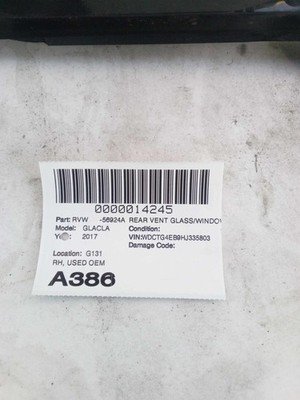 0000014245
Part: RVW -56924A REAR VENT GLASS/WINDOV
Model: GLACLA Condition:
2017 VIN:WDCTG4EB9HJ335803
Damage Code:
Location: G131
RH, USED OEM
A386